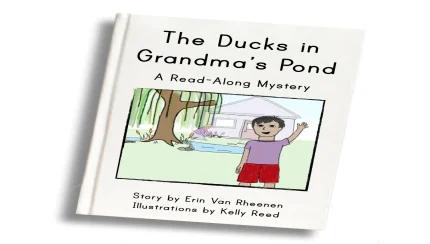 The Ducks in
Grandma's Pond
A Read-Along Mystery
Story by Erin Van Rheenen
Illustrations by Kelly Reed